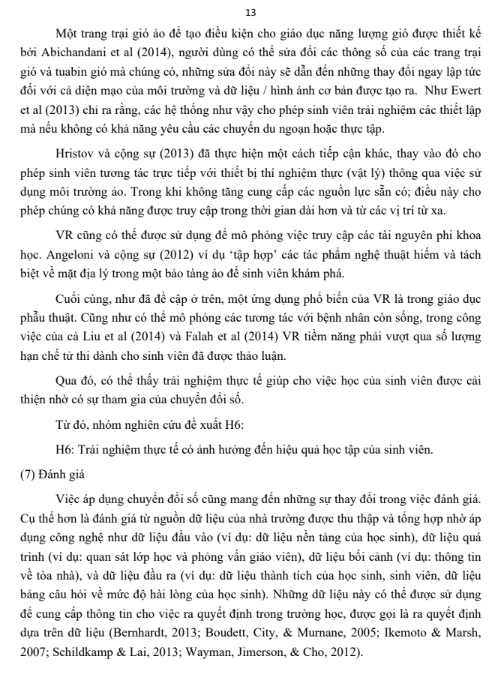 13
Một trang trại gió ảo để tạo điều kiện cho giáo dục năng lượng gió được thiết kế
bởi Abichandani et al (2014), người dùng có thể sửa đổi các thông số của các trang trại
gió và tuabin gió mà chúng có, những sửa đổi này sẽ dẫn đến những thay đổi ngay lập tức
đối với cả diện mạo của môi trường và dữ liệu / hình ảnh cơ bản được tạo ra. Như Ewert
et al (2013) chỉ ra rằng, các hệ thống như vậy cho phép sinh viên trải nghiệm các thiết lập
mà nếu không có khả năng yêu cầu các chuyến du ngoạn hoặc thực tập.
Hristov và cộng sự (2013) đã thực hiện một cách tiếp cận khác, thay vào đó cho
phép sinh viên tương tác trực tiếp với thiết bị thí nghiệm thực (vật lý) thông qua việc sử
dụng môi trường ảo. Trong khi không tăng cung cấp các nguồn lực sẵn có; điều này cho
phép chúng có khả năng được truy cập trong thời gian dài hơn và từ các vị trí từ xa.
VR cũng có thể được sử dụng để mô phỏng việc truy cập các tài nguyên phi khoa
học. Angeloni và cộng sự (2012) ví dụ ‘tập hợp’ các tác phẩm nghệ thuật hiếm và tách
biệt về mặt địa lý trong một bảo tàng ảo để sinh viên khám phá.
Cuối cùng, như đã đề cập ở trên, một ứng dụng phổ biến của VR là trong giáo dục
phẫu thuật. Cũng như có thể mô phỏng các tương tác với bệnh nhân còn sống, trong công
việc của cả Liu et al (2014) và Falah et al (2014) VR tiềm năng phải vượt qua số lượng
hạn chế tử thi dành cho sinh viên đã được thảo luận.
Qua đó, có thể thấy trải nghiệm thực tế giúp cho việc học của sinh viên được cải
thiện nhờ có sự tham gia của chuyển đổi số.
Từ đó, nhóm nghiên cứu đề xuất H6:
H6: Trải nghiệm thực tế có ảnh hưởng đến hiệu quả học tập của sinh viên.
(7) Đánh giá
Việc áp dụng chuyển đổi số cũng mang đến những sự thay đổi trong việc đánh giá.
Cụ thể hơn là đánh giá từ nguồn dữ liệu của nhà trường được thu thập và tổng hợp nhờ áp
dụng công nghệ như dữ liệu đầu vào (ví dụ: dữ liệu nền tảng của học sinh), dữ liệu quá
trình (ví dụ: quan sát lớp học và phỏng vấn giáo viên), dữ liệu bối cảnh (ví dụ: thông tin
về tòa nhà), và dữ liệu đầu ra (ví dụ: dữ liệu thành tích của học sinh, sinh viên, dữ liệu
bảng câu hỏi về mức độ hài lòng của học sinh). Những dữ liệu này có thể được sử dụng
để cung cấp thông tin cho việc ra quyết định trong trường học, được gọi là ra quyết định
dựa trên dữ liệu (Bernhardt, 2013; Boudett, City, & Murnane, 2005; Ikemoto & Marsh,
2007; Schildkamp & Lai, 2013; Wayman, Jimerson, & Cho, 2012).